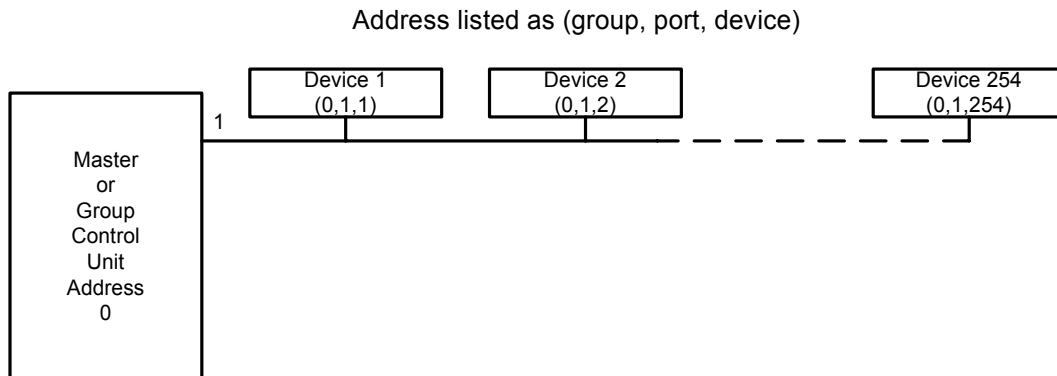 Address listed as (group, port, device)
Device 1
(0,1,1)
Device 2
(0,1,2)
Device 254
(0,1,254)
1
Master
or
Group
Control
Unit
Address
0